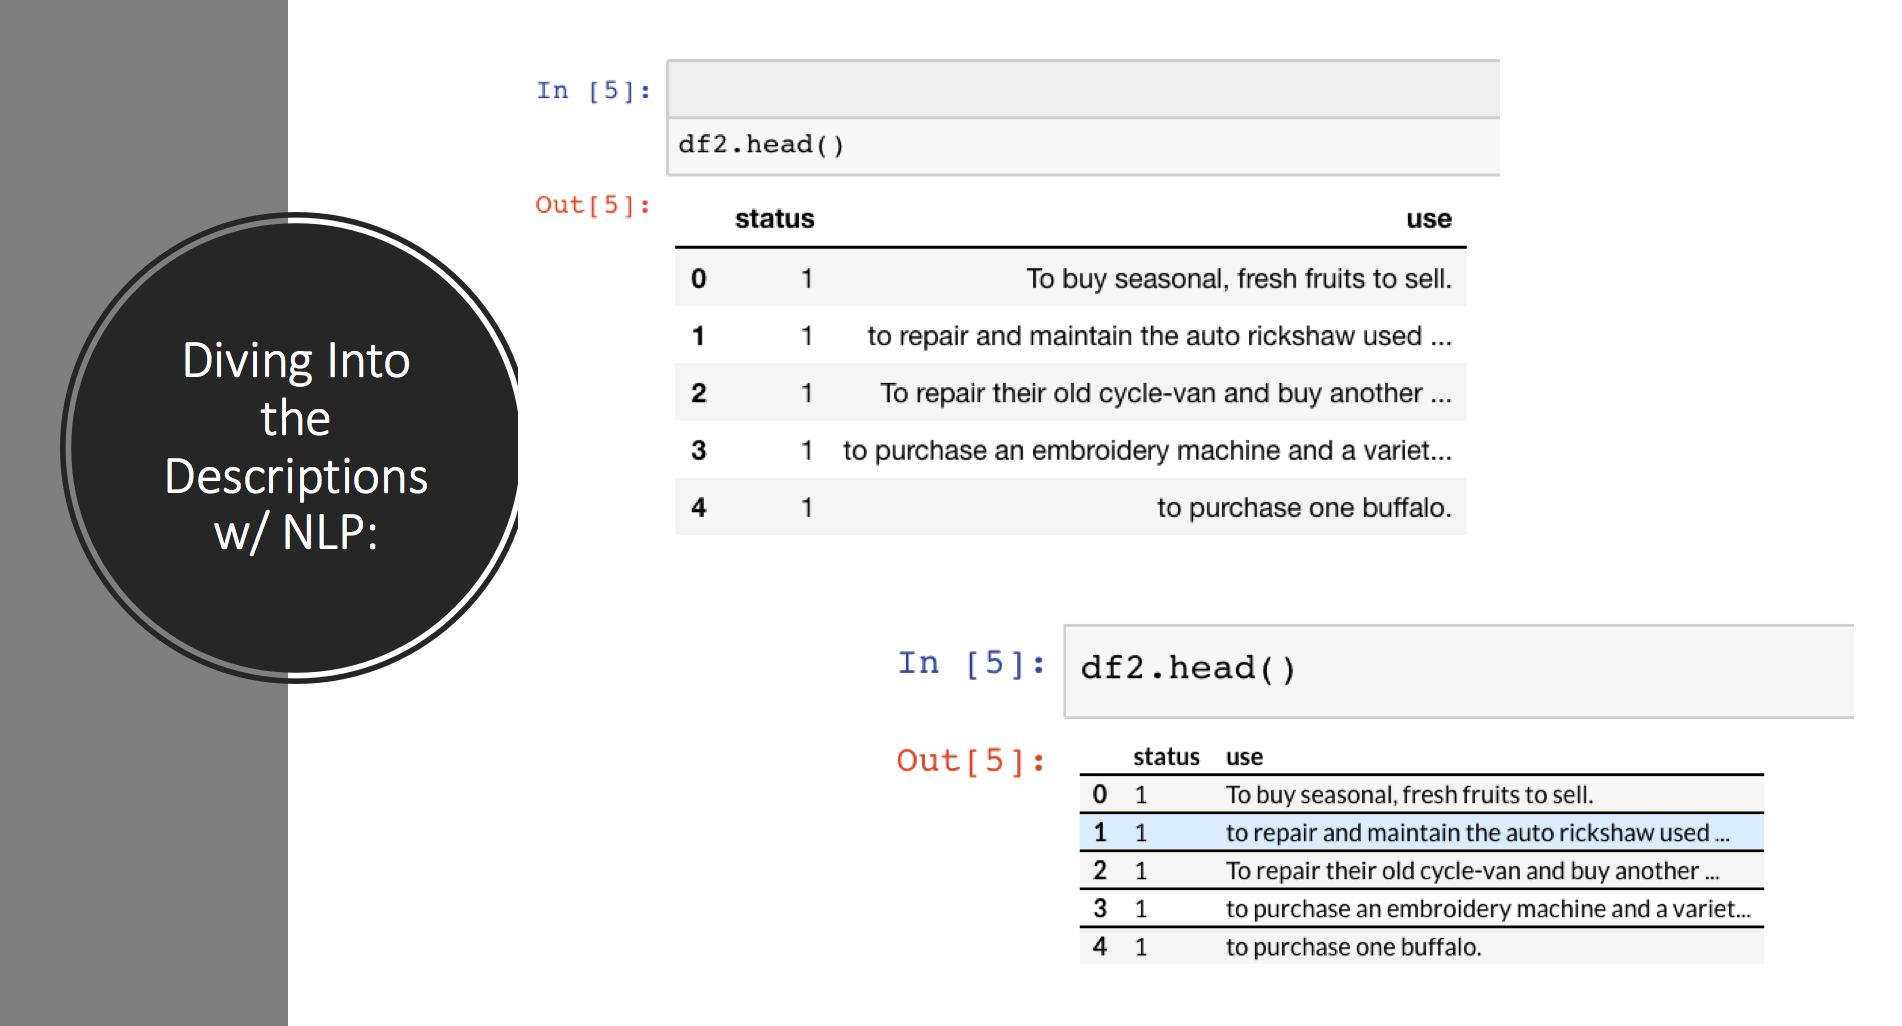 Diving Into
the
Descriptions
w/ NLP:
In [5]:
df2.head()
Out[5]:
status use
0 1 To buy seasonal, fresh fruits to sell.
1 1 to repair and maintain the auto rickshaw used ...
2 1 To repair their old cycle-van and buy another ...
3 1 to purchase an embroidery machine and a variet...
4 1 to purchase one buffalo.
In [5]: df2.head()
Out[5]:
status use
0 1 To buy seasonal, fresh fruits to sell.
1 1 to repair and maintain the auto rickshaw used ...
2 1 To repair their old cycle-van and buy another ...
3 1 to purchase an embroidery machine and a variet...
4 1 to purchase one buffalo.